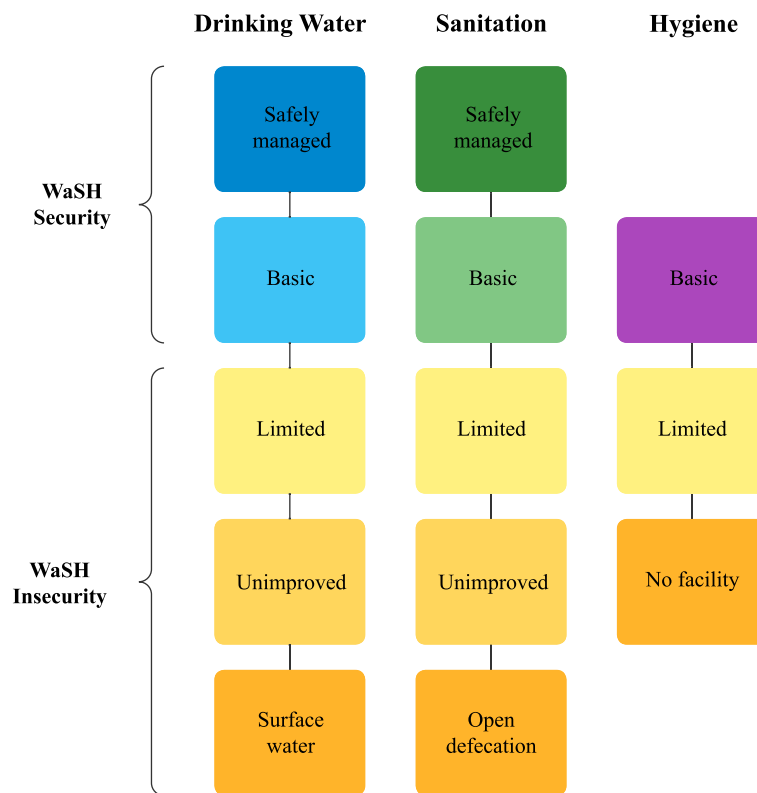 Drinking Water
Sanitation
Hygiene
WaSH
Security
Safely
managed
Safely
managed
Basic
Basic
Basic
WaSH
Insecurity
Limited
Limited
Limited
Unimproved
Unimproved
No facility
Surface
water
Open
defecation